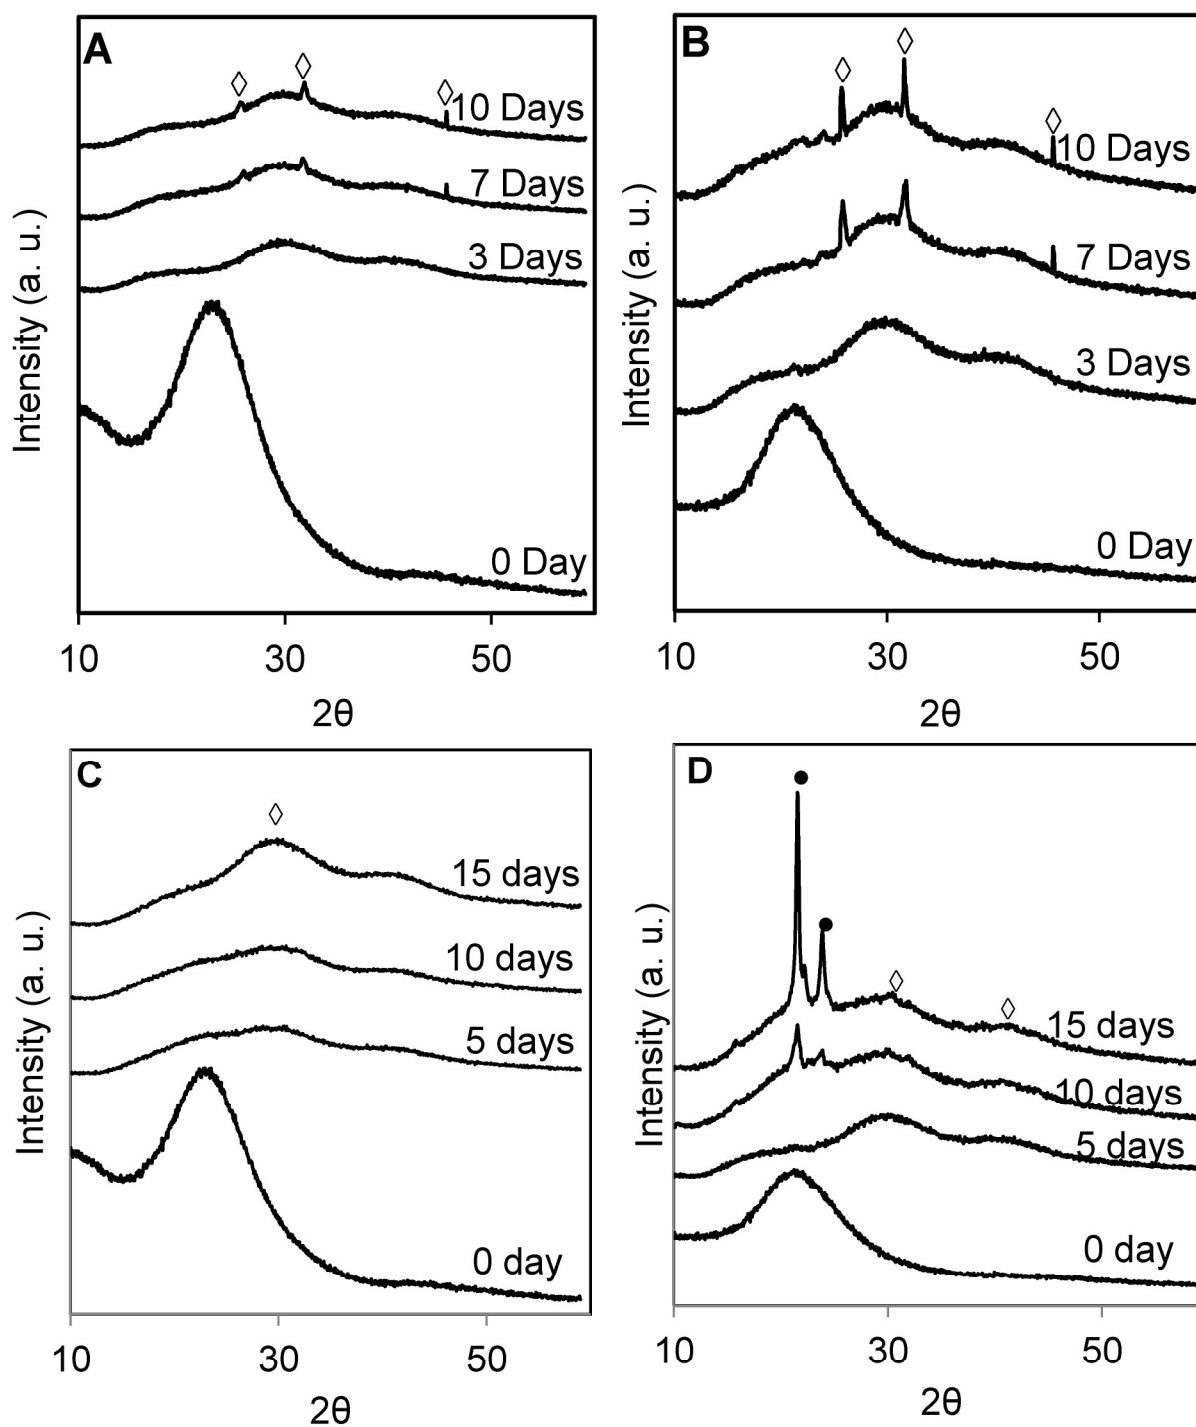 A
10 Days
7 Days
3 Days
0 Day
Intensity (a. u.)
10 30 50
2θ
B
10 Days
7 Days
3 Days
0 Day
Intensity (a. u.)
10 30 50
2θ
C
15 days
10 days
5 days
0 day
Intensity (a. u.)
10 30 50
2θ
D
15 days
10 days
5 days
0 day
Intensity (a. u.)
10 30 50
2θ